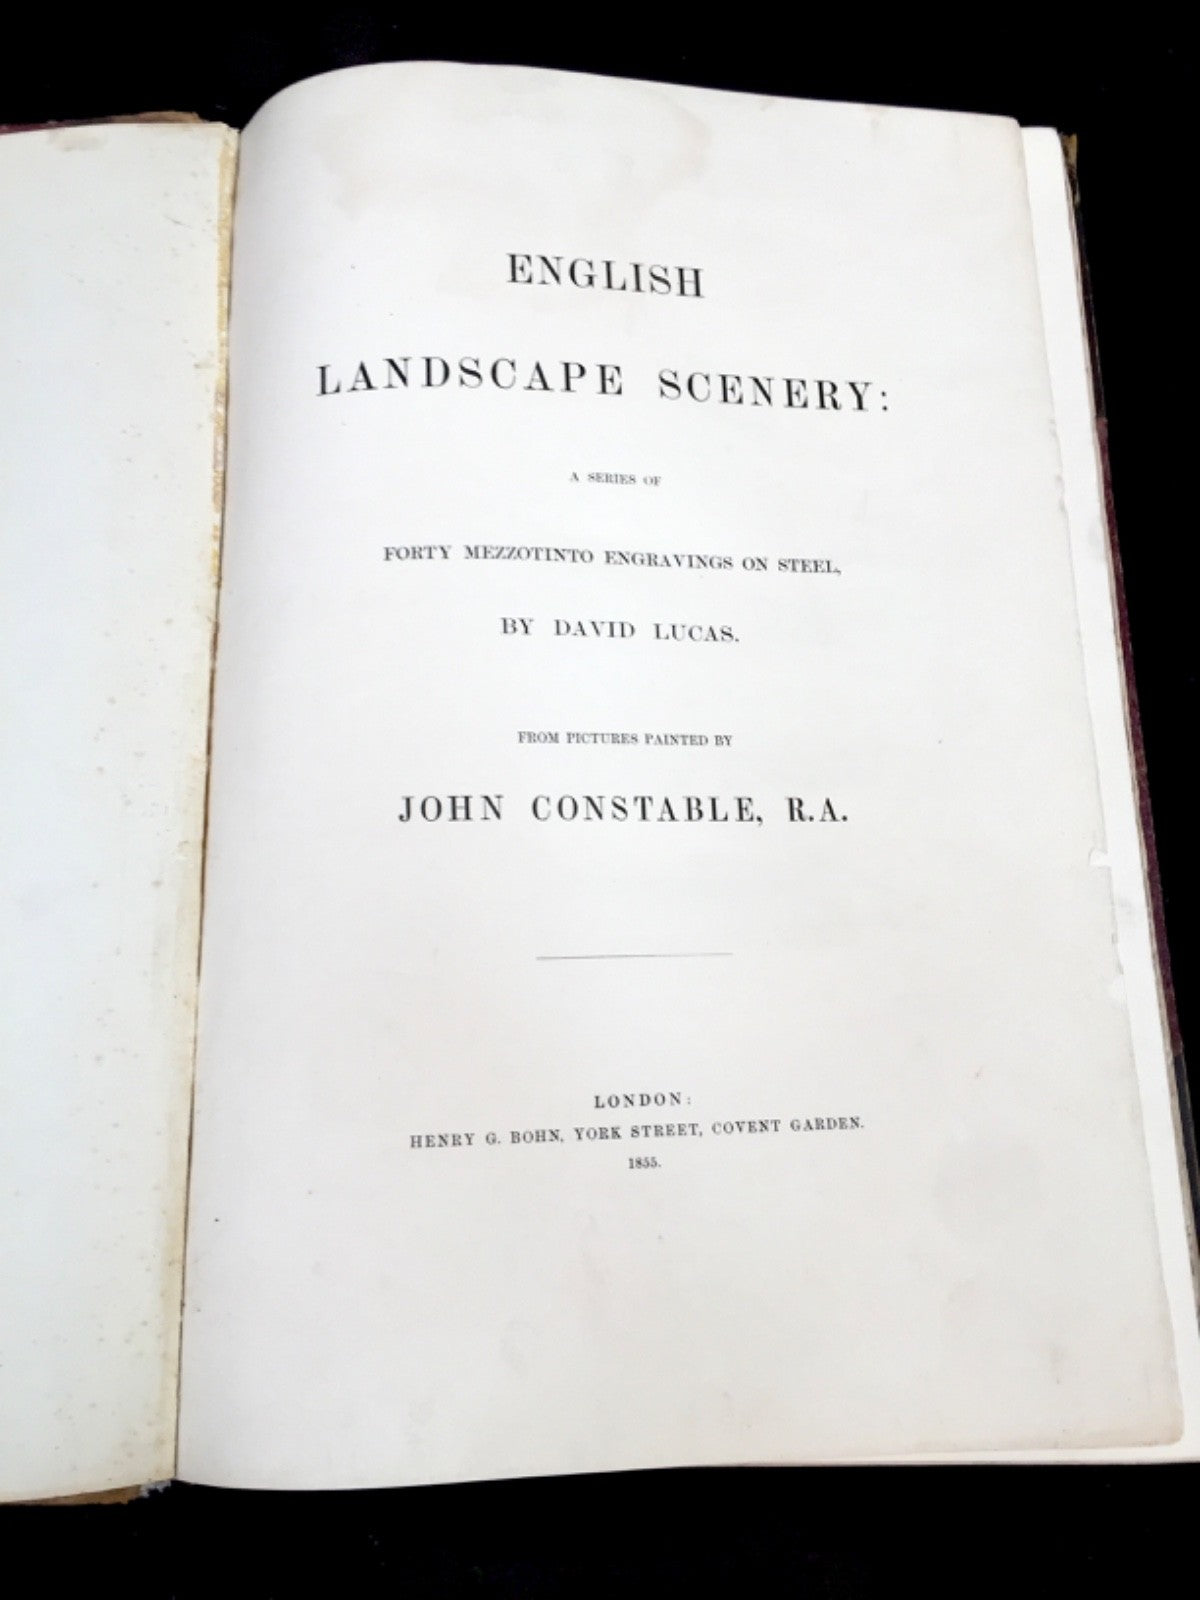 ENGLISH
LANDSCAPE SCENERY:
A SERIES OF
FORTY MEZZOTINTO ENGRAVINGS ON STEEL,
BY DAVID LUCAS.
FROM PICTURES PAINTED BY
JOHN CONSTABLE, R.A.
LONDON:
HENRY G. BOHN, YORK STREET, COVENT GARDEN.
1855.